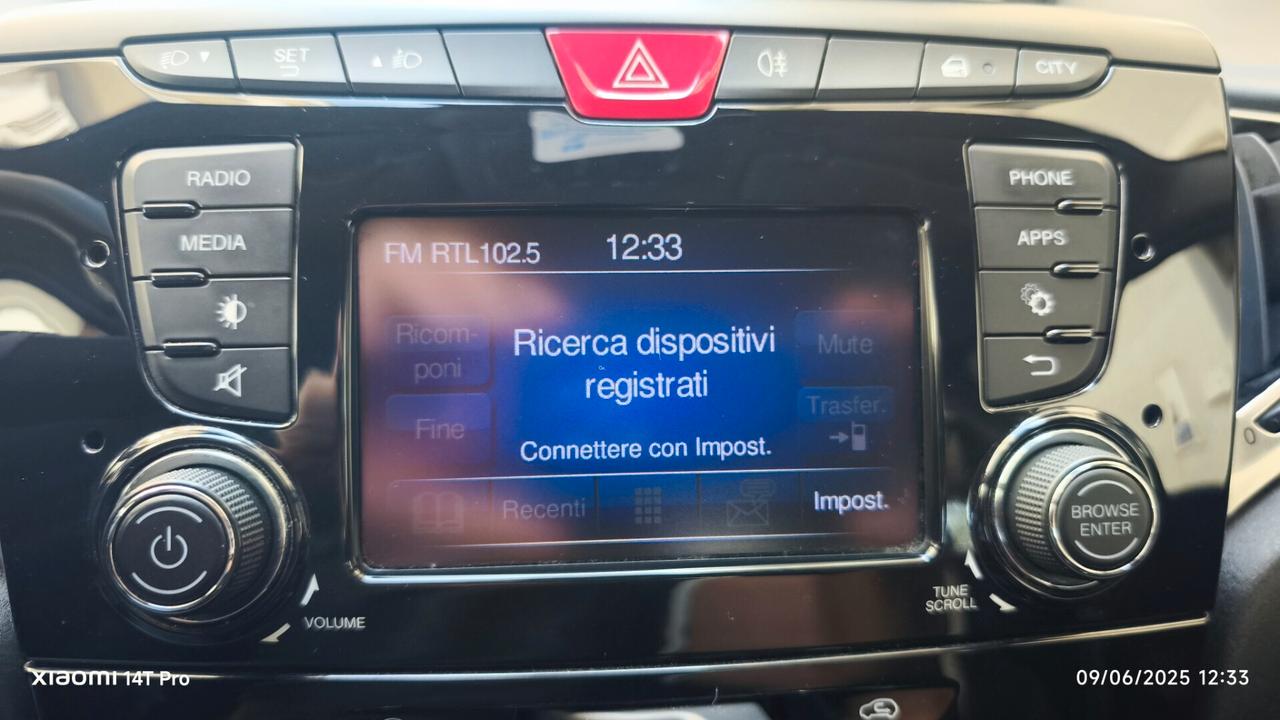 SET
CITY
RADIO
MEDIA
PHONE
APPS
FM RTL102.5 12:33
Ricom-
poni
Fine
Ricerca dispositivi
registrati
Connettere con Impost.
Mute
Trasfer.
Recenti
Impost.
BROWSE
ENTER
VOLUME
TUNE
SCROLL
0
XIAOMI 14T Pro
09/06/2025 12:33